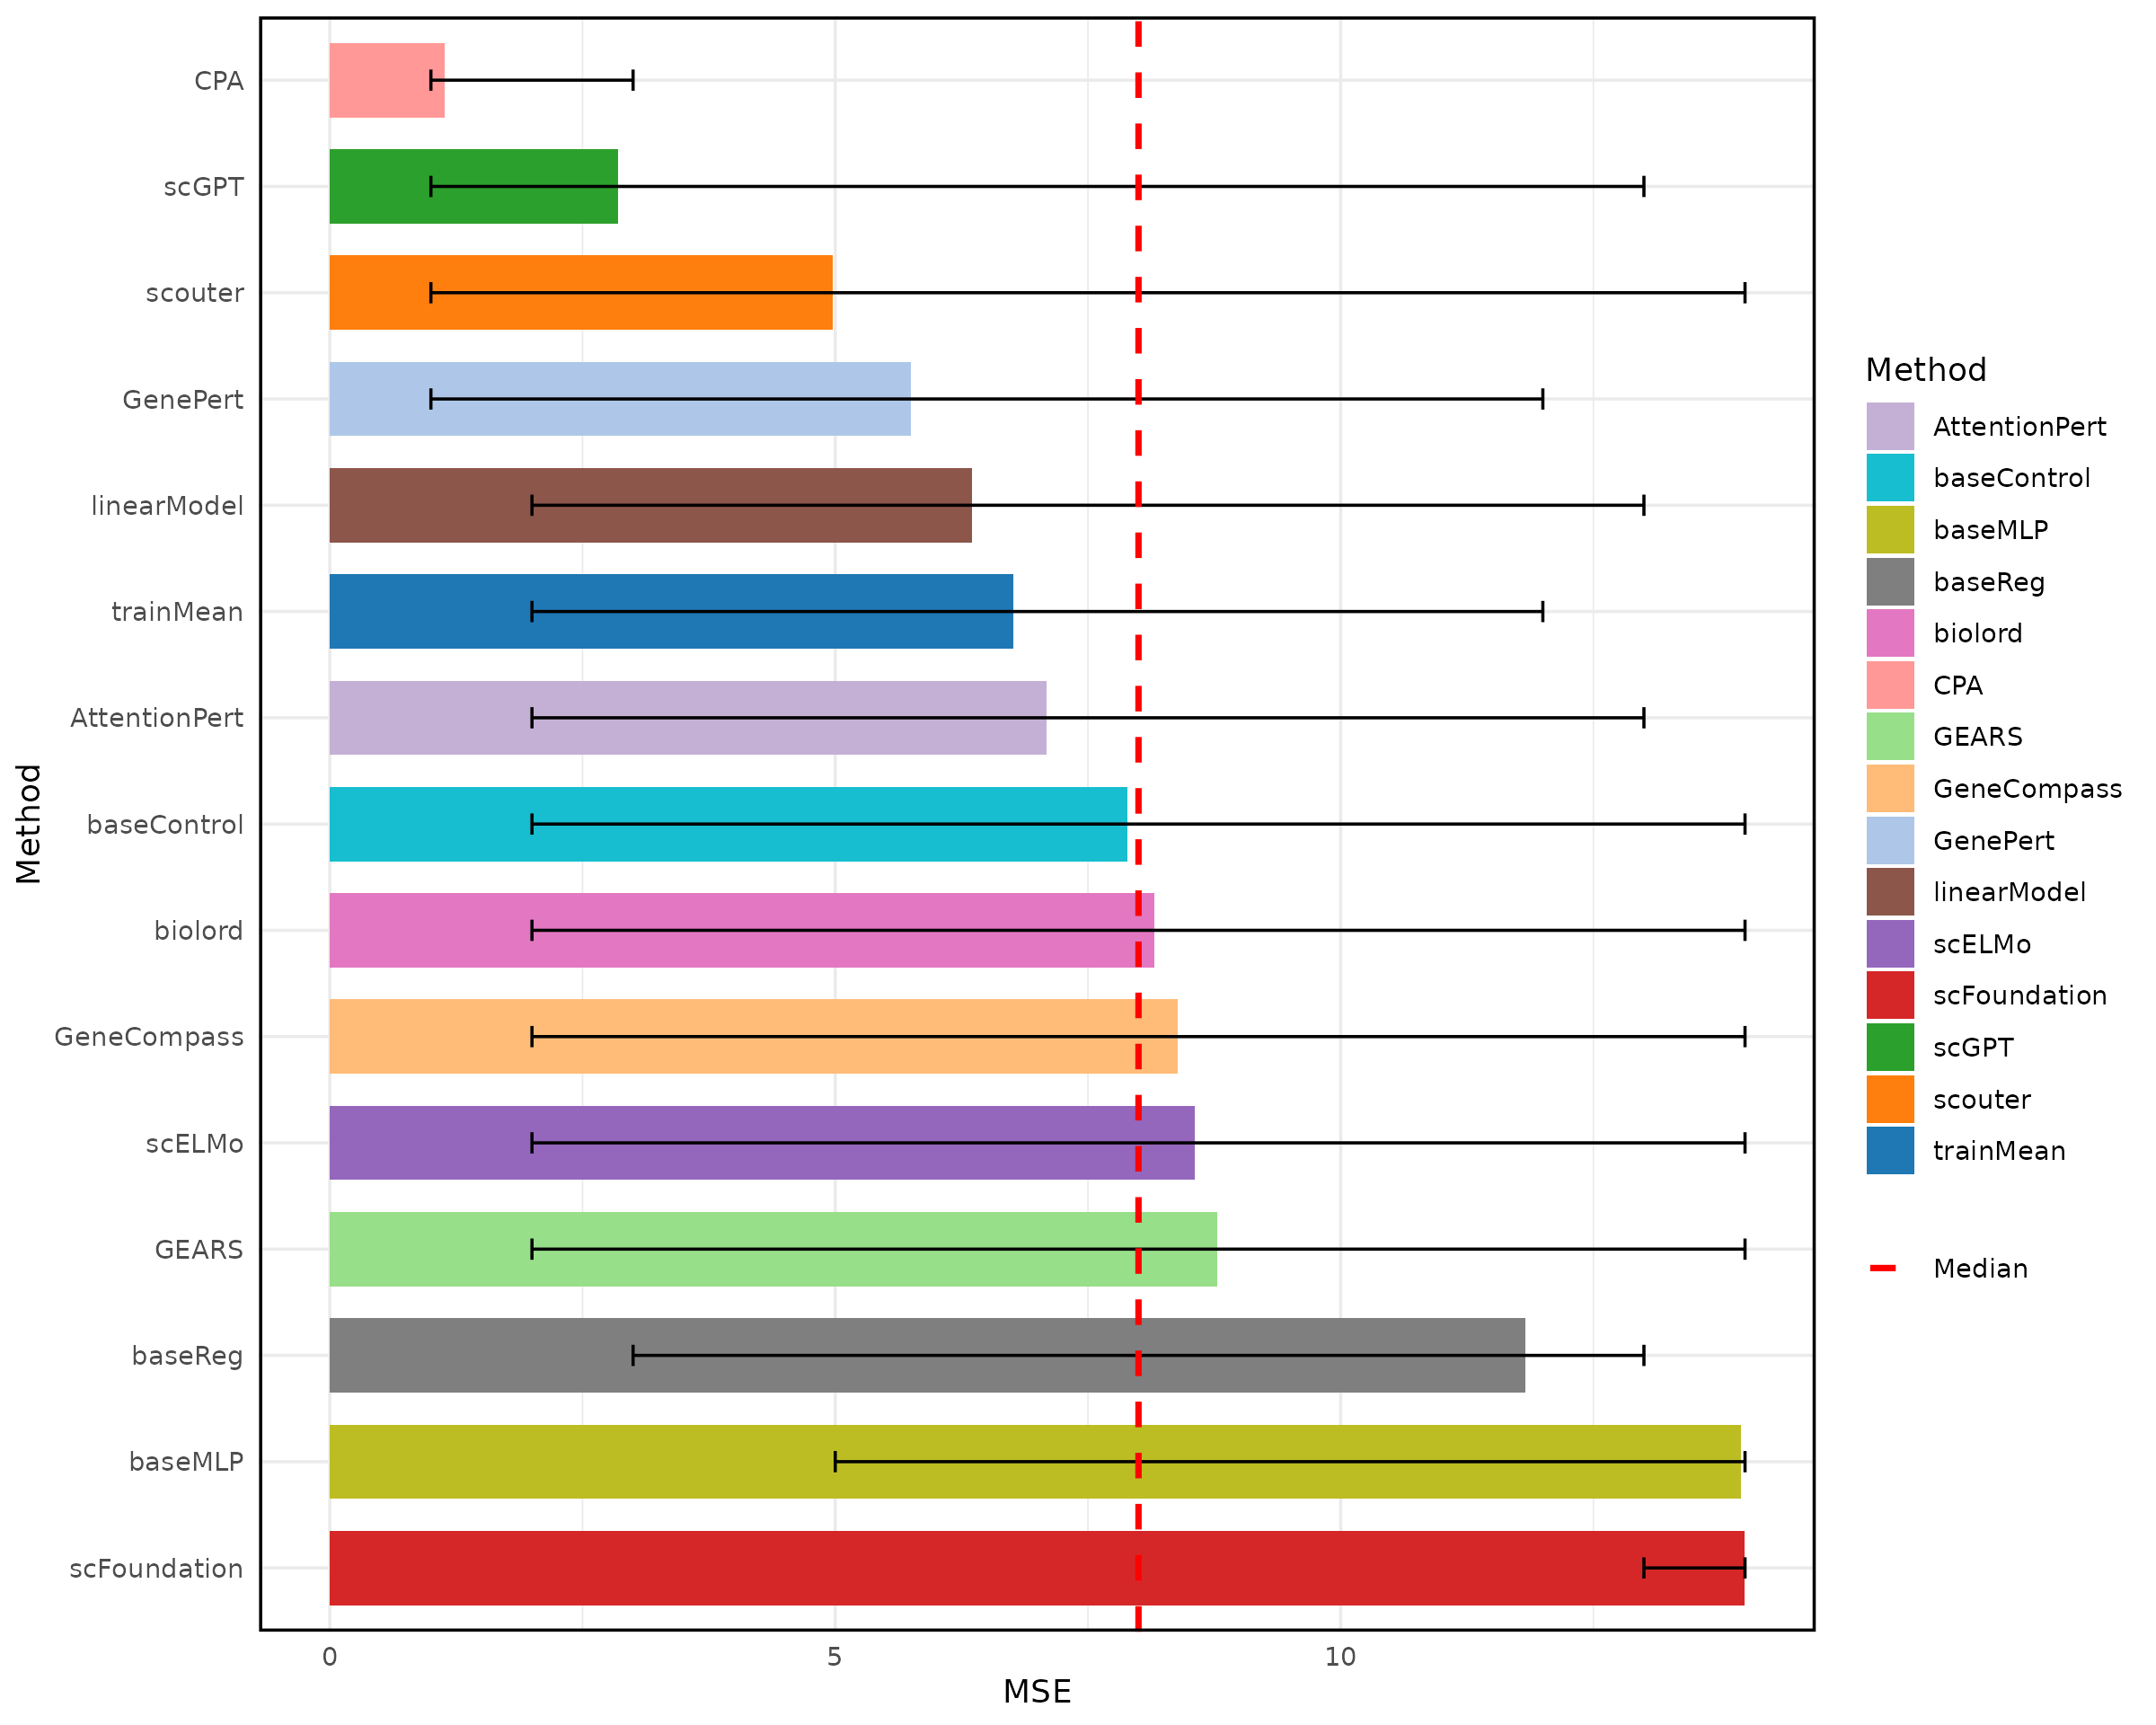 Method
CPA
scGPT
scouter
GenePert
linearModel
trainMean
AttentionPert
baseControl
biolord
GeneCompass
scELMo
GEARS
baseReg
baseMLP
scFoundation
0 5 10
MSE
Method
AttentionPert
baseControl
baseMLP
baseReg
biolord
CPA
GEARS
GeneCompass
GenePert
linearModel
scELMo
scFoundation
scGPT
scouter
trainMean
Median